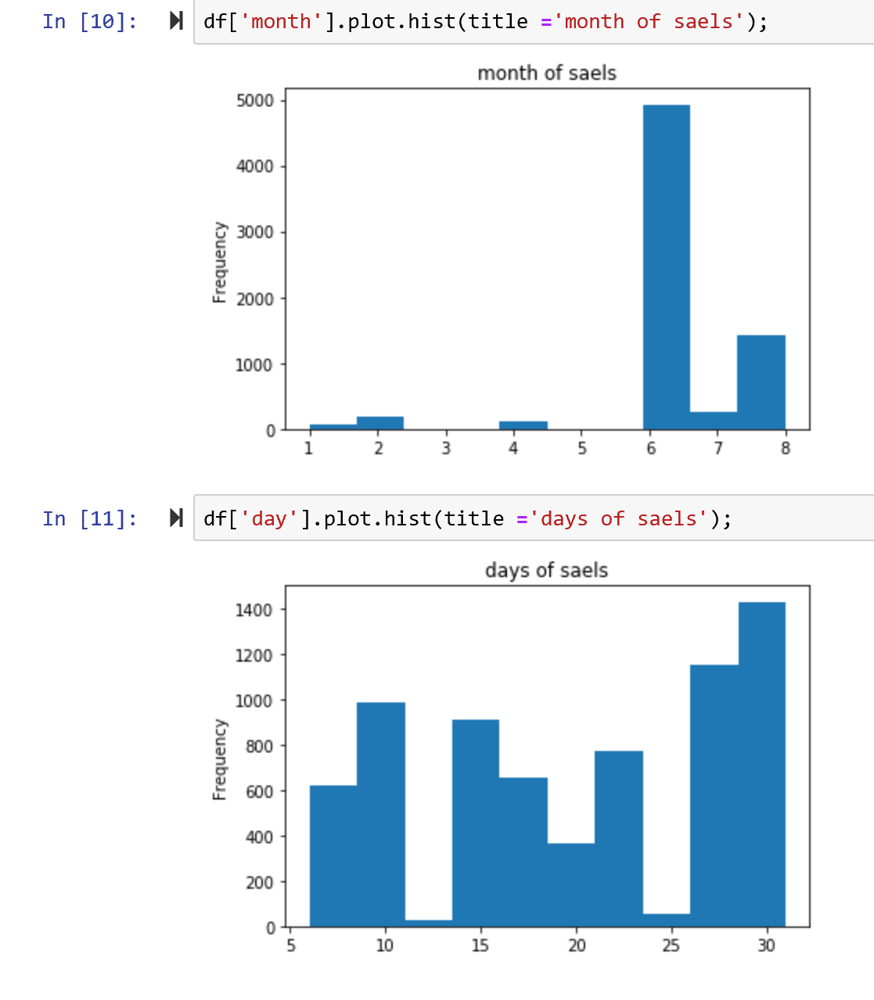 In [10]: df['month'].plot.hist(title ='month of saels');
month of saels
5000
4000
3000
2000
1000
0
Frequency
1 2 3 4 5 6 7 8
In [11]: df['day'].plot.hist(title ='days of saels');
days of saels
1400
1200
1000
800
600
400
200
0
Frequency
5 10 15 20 25 30